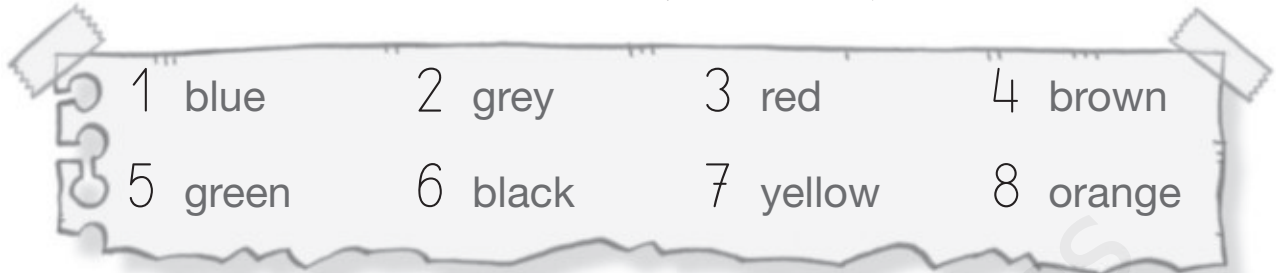 1 blue 2 grey 3 red 4 brown
5 green 6 black 7 yellow 8 orange